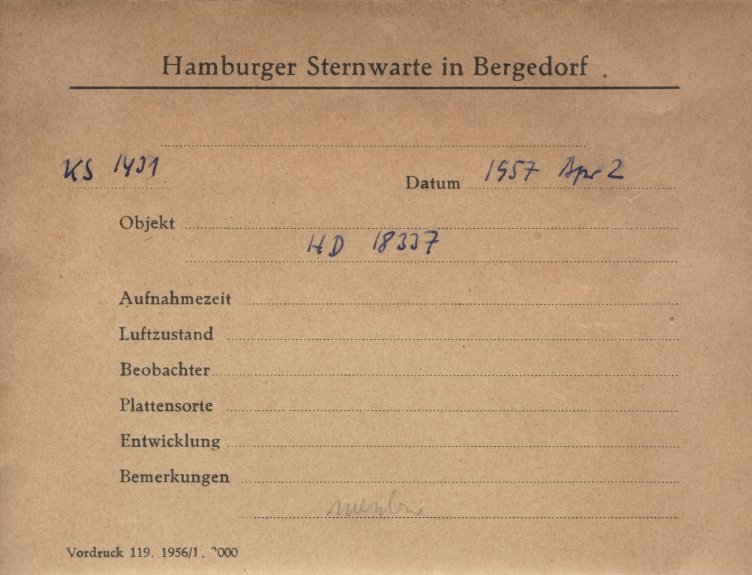 Hamburger Sternwarte in Bergedorf
KS 1431
Datum 1957 Apr 2
Objekt
HD 18337
Aufnahmezeit
Luftzustand
Beobachter
Plattensorte
Entwicklung
Bemerkungen
Vordruck 119. 1956/1. 2000